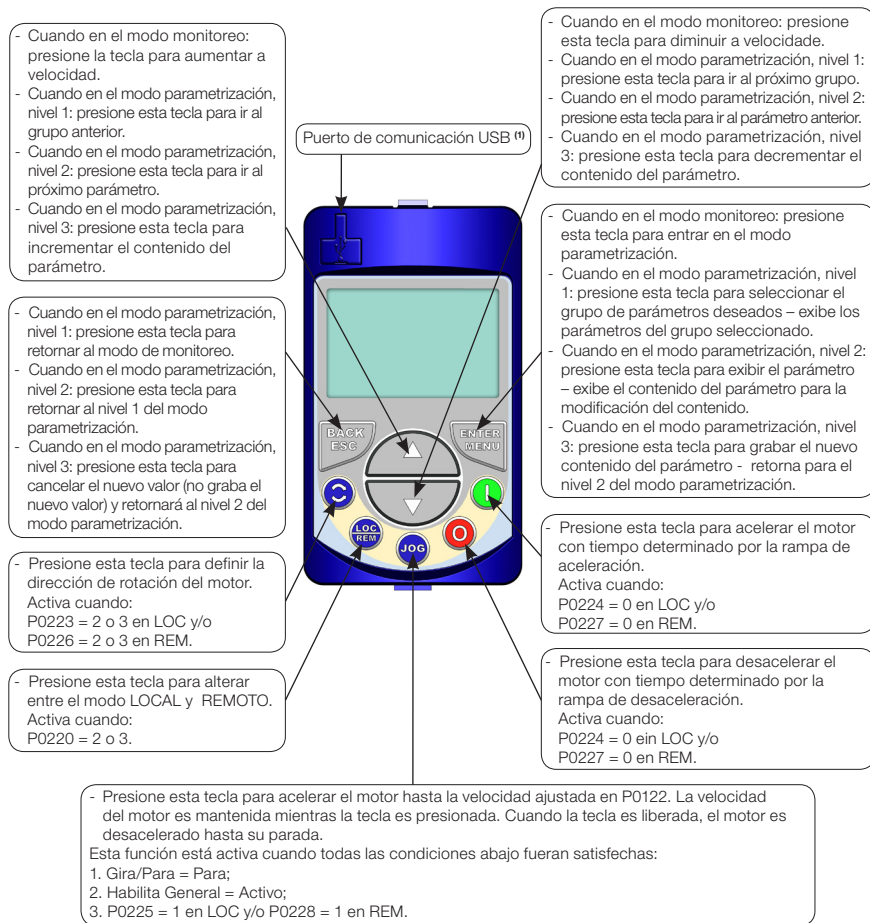 - Cuando en el modo monitoreo:
presione la tecla para aumentar a
velocidad.
- Cuando en el modo parametrización,
nivel 1: presione esta tecla para ir al
grupo anterior.
- Cuando en el modo parametrización,
nivel 2: presione esta tecla para ir al
próximo parámetro.
- Cuando en el modo parametrización,
nivel 3: presione esta tecla para
incrementar el contenido del
parámetro.
Puerto de comunicación USB (1)
- Cuando en el modo monitoreo: presione
esta tecla para diminuir a velocidade.
- Cuando en el modo parametrización, nivel 1:
presione esta tecla para ir al próximo grupo.
- Cuando en el modo parametrización, nivel 2:
presione esta tecla para ir al parámetro anterior.
- Cuando en el modo parametrización, nivel
3: presione esta tecla para decrementar el
contenido del parámetro.
- Cuando en el modo parametrización,
nivel 1: presione esta tecla para
retornar al modo de monitoreo.
- Cuando en el modo parametrización,
nivel 2: presione esta tecla para
retornar al nivel 1 del modo
parametrización.
- Cuando en el modo parametrización,
nivel 3: presione esta tecla para
cancelar el nuevo valor (no graba el
nuevo valor) y retornará al nivel 2 del
modo parametrización.
- Cuando en el modo monitoreo: presione
esta tecla para entrar en el modo
parametrización.
- Cuando en el modo parametrización, nivel
1: presione esta tecla para seleccionar el
grupo de parámetros deseados – exibe los
parámetros del grupo seleccionado.
- Cuando en el modo parametrización, nivel 2:
presione esta tecla para exibir el parámetro
– exibe el contenido del parámetro para la
modificación del contenido.
- Cuando en el modo parametrización, nivel
3: presione esta tecla para grabar el nuevo
contenido del parámetro - retorna para el
nivel 2 del modo parametrización.
BACK
ESC
ENTER
MENU
LOC
REM
JOG
- Presione esta tecla para definir la
dirección de rotación del motor.
Activa cuando:
P0223 = 2 o 3 en LOC y/o
P0226 = 2 o 3 en REM.
- Presione esta tecla para acelerar el motor
con tiempo determinado por la rampa de
aceleración.
Activa cuando:
P0224 = 0 en LOC y/o
P0227 = 0 en REM.
- Presione esta tecla para alterar
entre el modo LOCAL y REMOTO.
Activa cuando:
P0220 = 2 o 3.
- Presione esta tecla para desacelerar el
motor con tiempo determinado por la
rampa de desaceleración.
Activa cuando:
P0224 = 0 ein LOC y/o
P0227 = 0 en REM.
- Presione esta tecla para acelerar el motor hasta la velocidad ajustada en P0122. La velocidad
del motor es mantenida mientras la tecla es presionada. Cuando la tecla es liberada, el motor es
desacelerado hasta su parada.
Esta función está activa cuando todas las condiciones abajo fueran satisfechas:
1. Gira/Para = Para;
2. Habilita General = Activo;
3. P0225 = 1 en LOC y/o P0228 = 1 en REM.